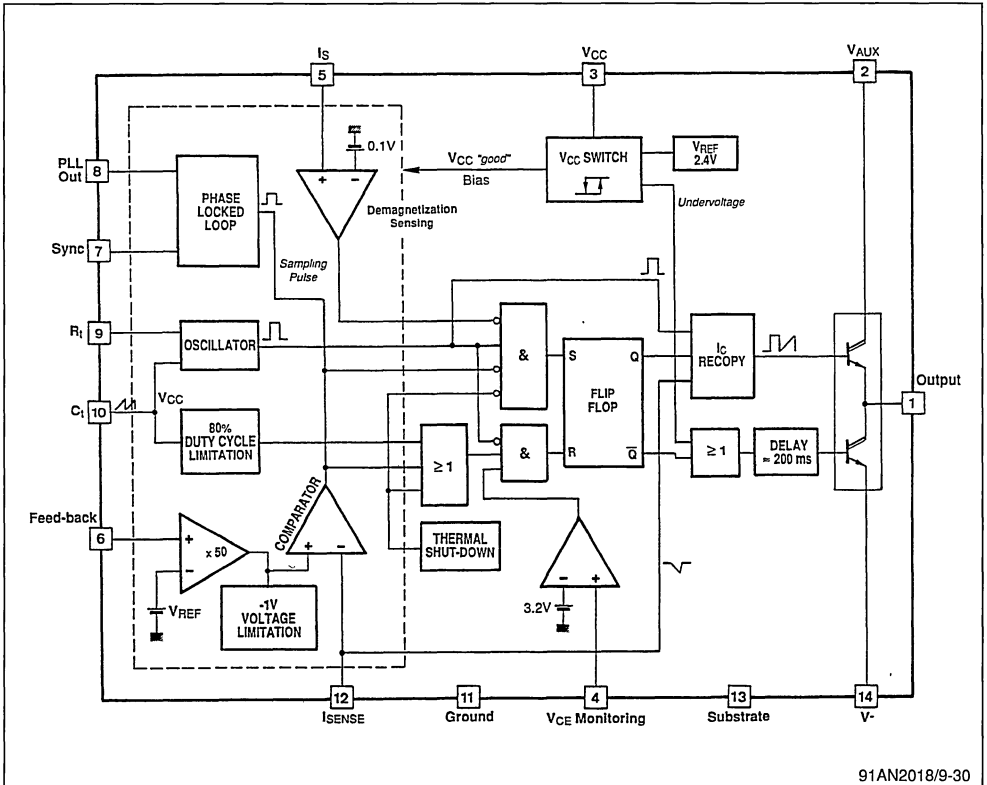 IS
5
VCC
3
VAUX
2
0.1V
VCC "good"
Bias
VCC SWITCH
VREF
2.4V
Undervoltage
PLL
Out
8
PHASE
LOCKED
LOOP
+ −
Demagnetization
Sensing
Sync
7
Sampling
Pulse
Rt
9
OSCILLATOR
&
S
Q
FLIP
FLOP
R
Q
IC
RECOPY
Output
1
Ct
10
VCC
80%
DUTY CYCLE
LIMITATION
≥ 1
&
≥ 1
DELAY
≈ 200 ms
Feed-back
6
+
−
x 50
COMPARATOR
+ −
THERMAL
SHUT-DOWN
− +
3.2V
VREF
-1V
VOLTAGE
LIMITATION
12
ISENSE
11
Ground
4
VCE Monitoring
13
Substrate
14
V-
91AN2018/9-30